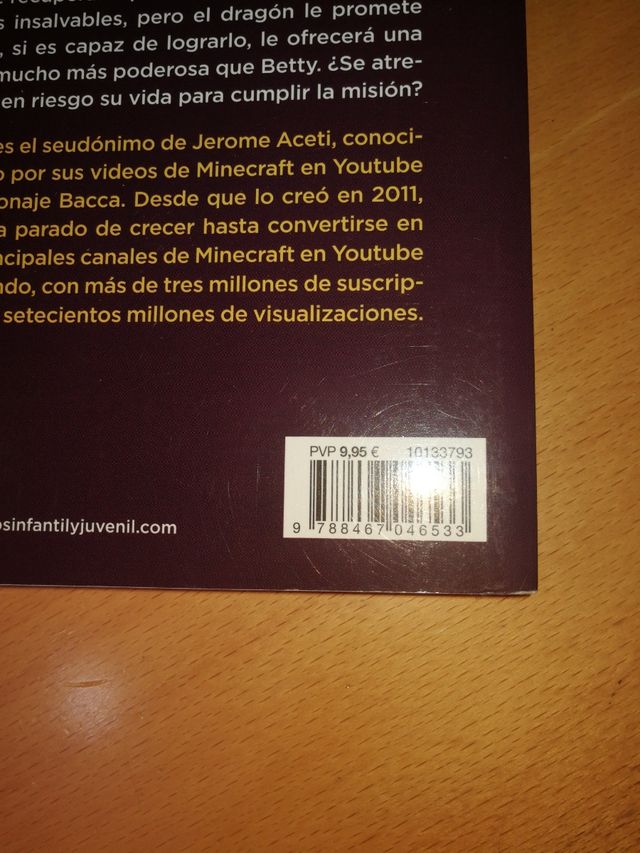 s insalvables, pero el dragón le promete
, si es capaz de lograrlo, le ofrecerá una
mucho más poderosa que Betty. ¿Se atre-
en riesgo su vida para cumplir la misión?
es el seudónimo de Jerome Aceti, conoci-
o por sus videos de Minecraft en Youtube
onaje Bacca. Desde que lo creó en 2011,
a parado de crecer hasta convertirse en
ncipales canales de Minecraft en Youtube
ndo, con más de tres millones de suscrip-
setecientos millones de visualizaciones.
PVP 9,95 € 10133793
9 788467 046533
osinfantilyjuvenil.com